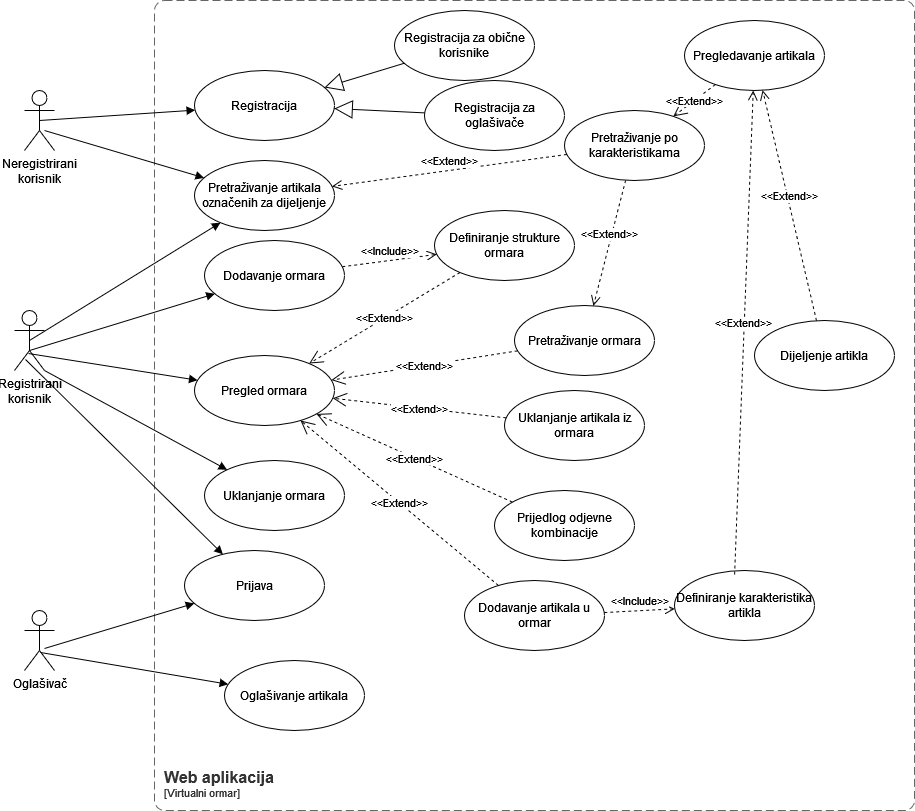 Registracija za obične
korisnike
Pregledavanje artikala
Registracija
Registracija za
oglašivače
<<Extend>>
Neregistrirani
korisnik
Pretraživanje po
karakteristikama
<<Extend>>
Pretraživanje artikala
označenih za dijeljenje
<<Extend>>
<<Extend>>
Definiranje strukture
ormara
<<Include>>
Dodavanje ormara
<<Extend>>
<<Extend>>
Pretraživanje ormara
Dijeljenje artikla
<<Extend>>
Registrirani
korisnik
Pregled ormara
<<Extend>>
Uklanjanje artikala iz
ormara
<<Extend>>
Uklanjanje ormara
<<Extend>>
Prijedlog odjevne
kombinacije
Prijava
Dodavanje artikala u
ormar
<<Include>>
Definiranje karakteristika
artikla
Oglašivač
Oglašivanje artikala
Web aplikacija
[Virtualni ormar]